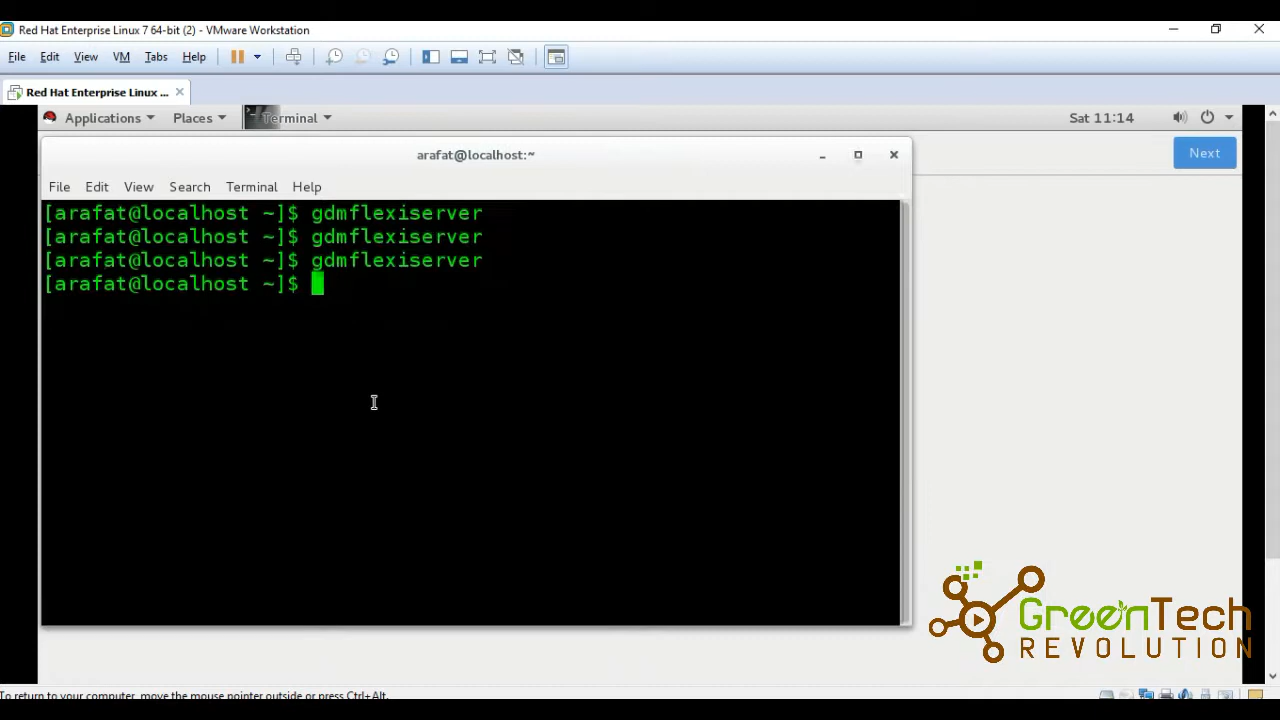 Red Hat Enterprise Linux 7 64-bit (2) - VMware Workstation
File Edit View VM Tabs Help
Red Hat Enterprise Linux ...
Applications Places Terminal Sat 11:14
arafat@localhost:~
Next
File Edit View Search Terminal Help
[arafat@localhost ~]$ gdmflexiserver
[arafat@localhost ~]$ gdmflexiserver
[arafat@localhost ~]$ gdmflexiserver
[arafat@localhost ~]$
GreenTech
REVOLUTION
To return to your computer, move the mouse pointer outside or press Ctrl+Alt.